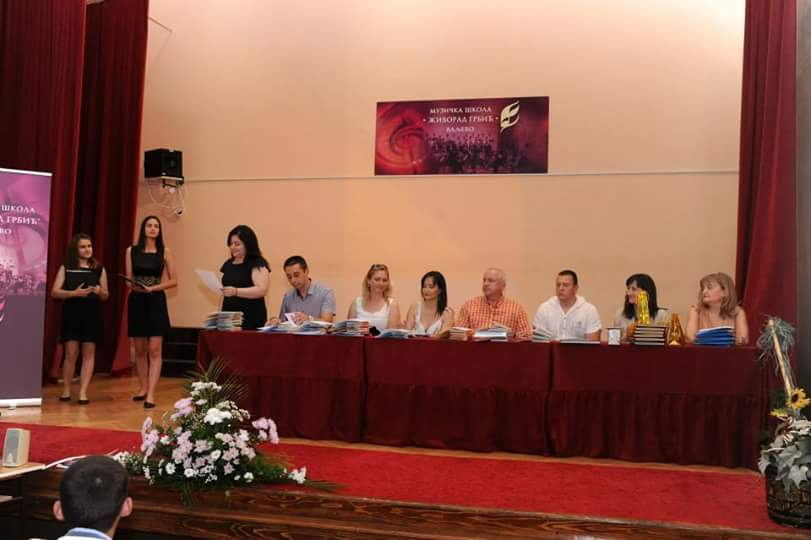 МУЗИЧКА ШКОЛА
• ЖИВОРАД ГРБИЋ •
ВАЉЕВО
ШКОЛА
Д ГРБИЋ"
ВО